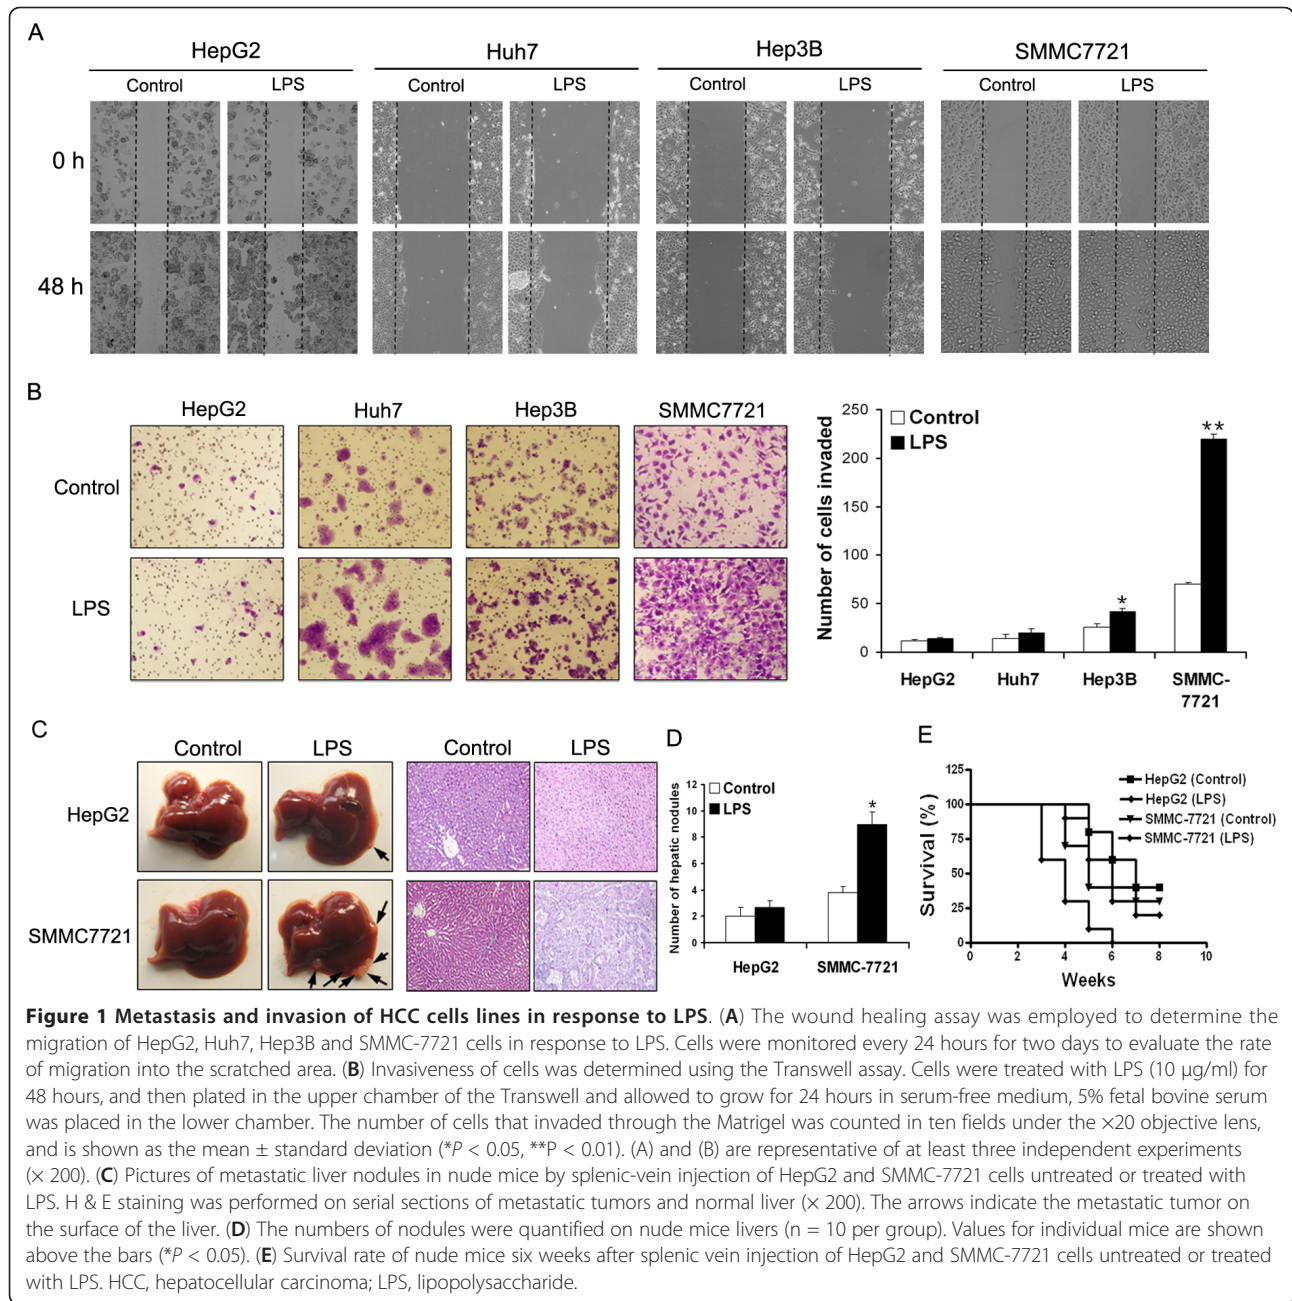 A
HepG2
Huh7
Hep3B
SMMC7721
Control
LPS
Control
LPS
Control
LPS
Control
LPS
0 h
48 h
B
HepG2
Huh7
Hep3B
SMMC7721
Control
LPS
Number of cells invaded
250
200
150
100
50
0
Control
LPS
*
**
HepG2
Huh7
Hep3B
SMMC-
7721
C
Control
LPS
Control
LPS
HepG2
SMMC7721
D
Number of hepatic nodules
12
10
8
6
4
2
0
Control
LPS
*
HepG2
SMMC-7721
E
Survival (%)
125
100
75
50
25
0
HepG2 (Control)
HepG2 (LPS)
SMMC-7721 (Control)
SMMC-7721 (LPS)
0
2
4
6
8
10
Weeks
Figure 1 Metastasis and invasion of HCC cells lines in response to LPS. (A) The wound healing assay was employed to determine the
migration of HepG2, Huh7, Hep3B and SMMC-7721 cells in response to LPS. Cells were monitored every 24 hours for two days to evaluate the rate
of migration into the scratched area. (B) Invasiveness of cells was determined using the Transwell assay. Cells were treated with LPS (10 μg/ml) for
48 hours, and then plated in the upper chamber of the Transwell and allowed to grow for 24 hours in serum-free medium, 5% fetal bovine serum
was placed in the lower chamber. The number of cells that invaded through the Matrigel was counted in ten fields under the ×20 objective lens,
and is shown as the mean ± standard deviation (*P < 0.05, **P < 0.01). (A) and (B) are representative of at least three independent experiments
(× 200). (C) Pictures of metastatic liver nodules in nude mice by splenic-vein injection of HepG2 and SMMC-7721 cells untreated or treated with
LPS. H & E staining was performed on serial sections of metastatic tumors and normal liver (× 200). The arrows indicate the metastatic tumor on
the surface of the liver. (D) The numbers of nodules were quantified on nude mice livers (n = 10 per group). Values for individual mice are shown
above the bars (*P < 0.05). (E) Survival rate of nude mice six weeks after splenic vein injection of HepG2 and SMMC-7721 cells untreated or treated
with LPS. HCC, hepatocellular carcinoma; LPS, lipopolysaccharide.